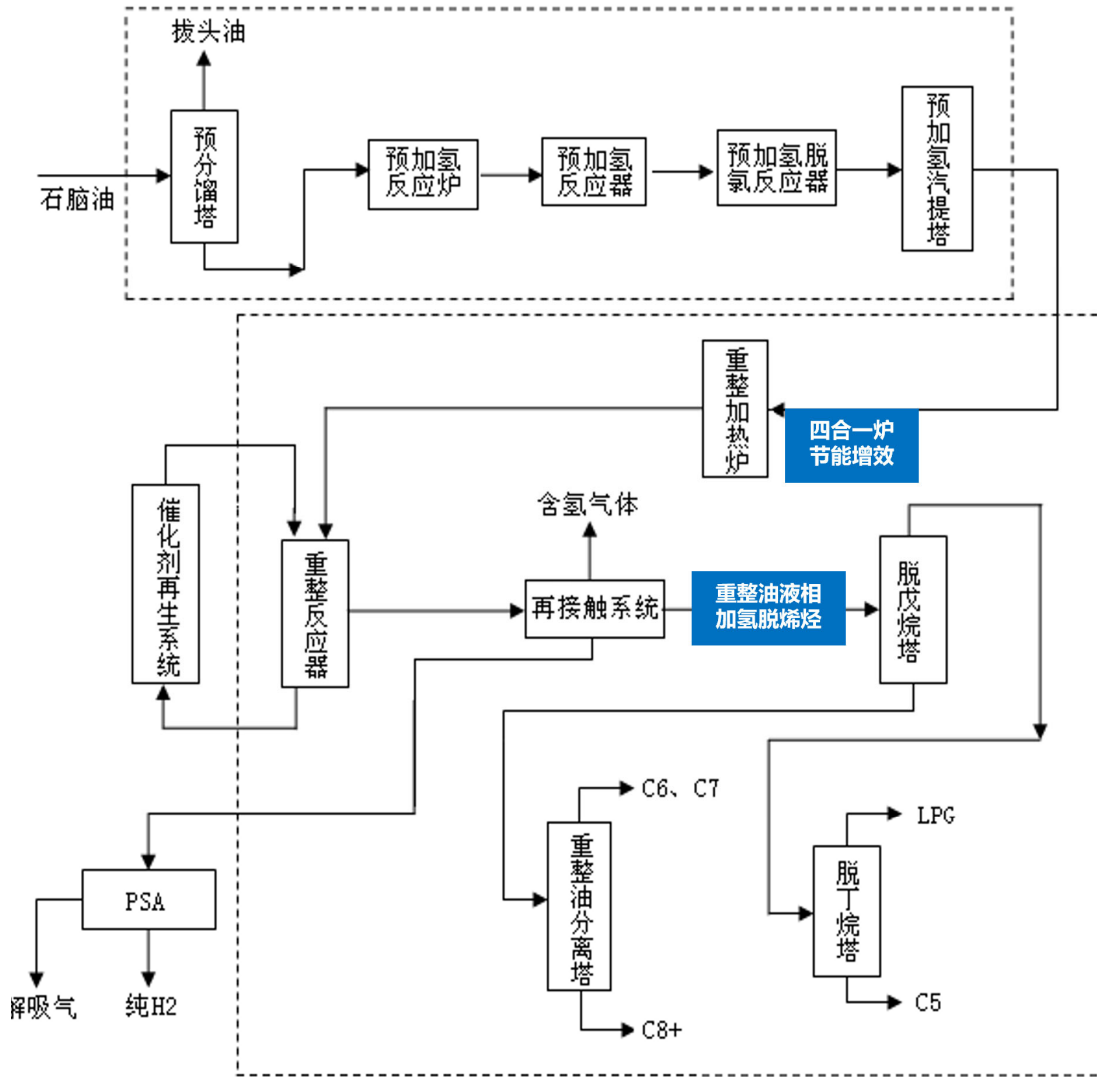 拔头油
石脑油
预分馏塔
预加氢
反应炉
预加氢
反应器
预加氢脱
氯反应器
预加氢汽提塔
重整加热炉
四合一炉
节能增效
催化剂再生系统
重整反应器
含氢气体
再接触系统
重整油液相
加氢脱烯烃
脱戊烷塔
C6、C7
重整油分离塔
C8+
LPG
脱丁烷塔
C5
PSA
解吸气
纯H2